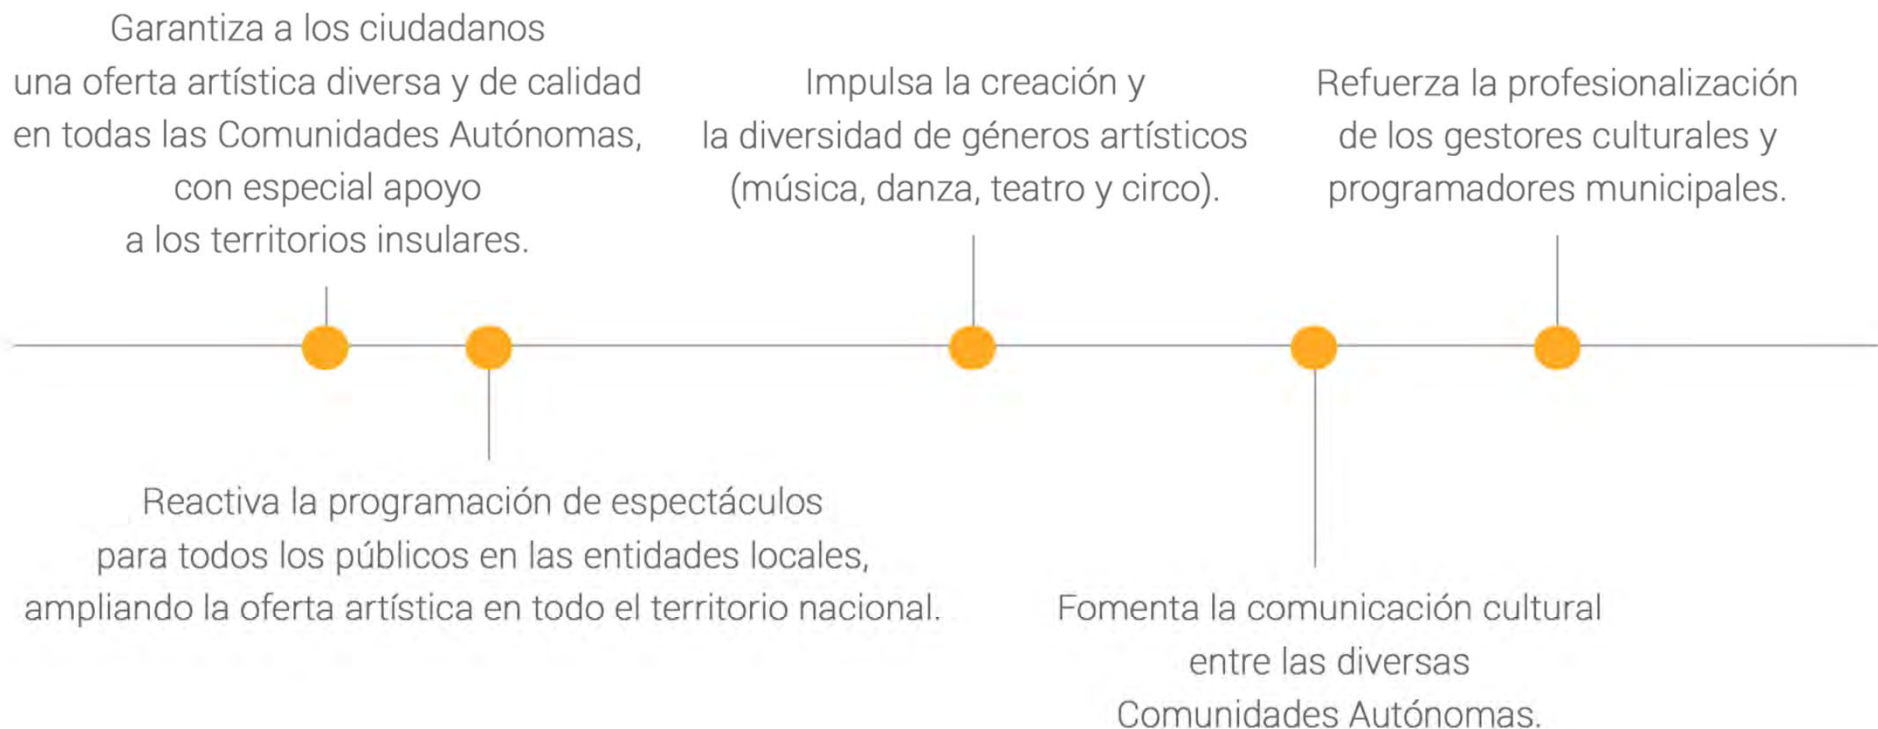 Garantiza a los ciudadanos
una oferta artística diversa y de calidad
en todas las Comunidades Autónomas,
con especial apoyo
a los territorios insulares.
Reactiva la programación de espectáculos
para todos los públicos en las entidades locales,
ampliando la oferta artística en todo el territorio nacional.
Impulsa la creación y
la diversidad de géneros artísticos
(música, danza, teatro y circo).
Fomenta la comunicación cultural
entre las diversas
Comunidades Autónomas.
Refuerza la profesionalización
de los gestores culturales y
programadores municipales.